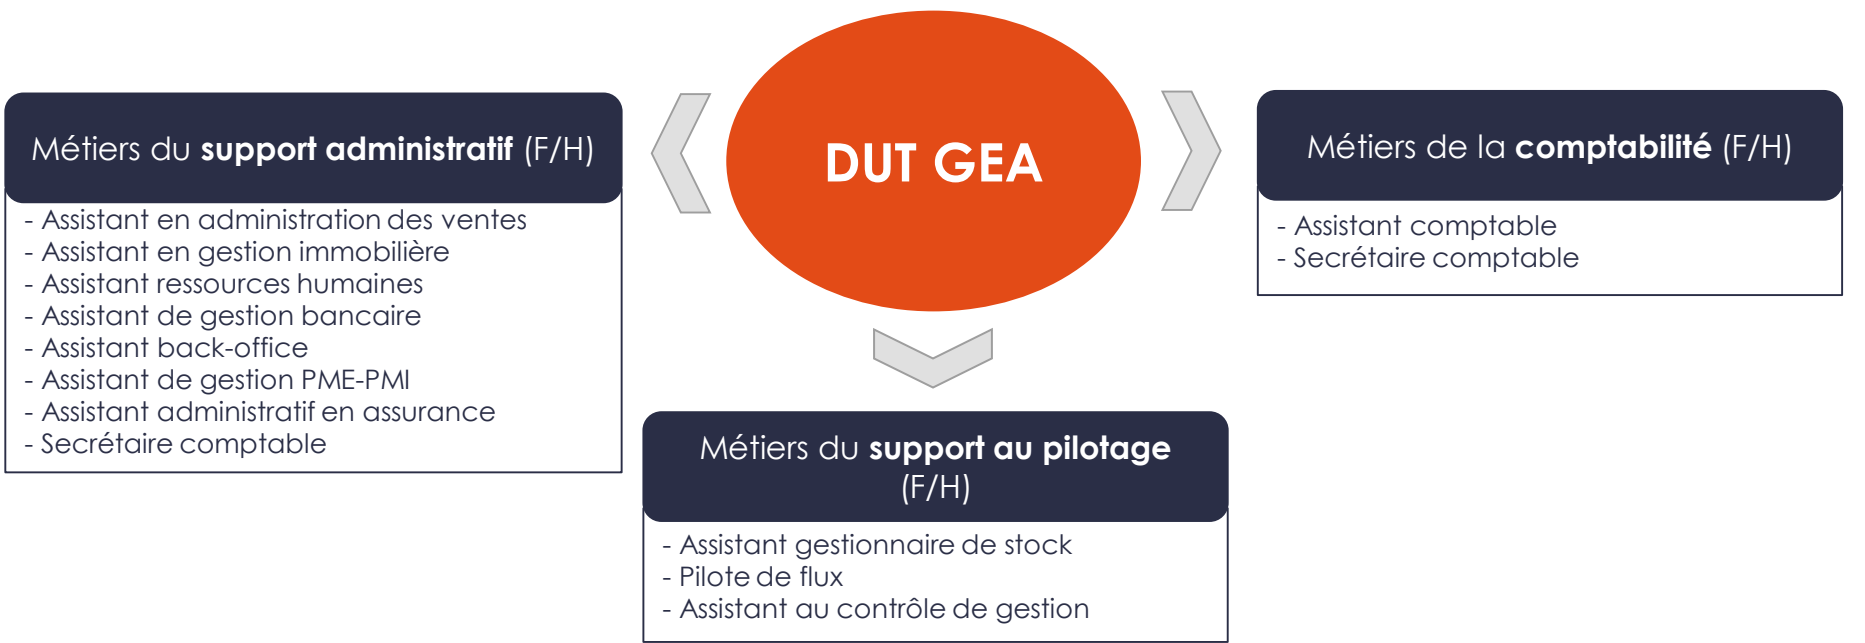 DUT GEA
Métiers du support administratif (F/H)
- Assistant en administration des ventes
- Assistant en gestion immobilière
- Assistant ressources humaines
- Assistant de gestion bancaire
- Assistant back-office
- Assistant de gestion PME-PMI
- Assistant administratif en assurance
- Secrétaire comptable
Métiers du support au pilotage
(F/H)
- Assistant gestionnaire de stock
- Pilote de flux
- Assistant au contrôle de gestion
Métiers de la comptabilité (F/H)
- Assistant comptable
- Secrétaire comptable